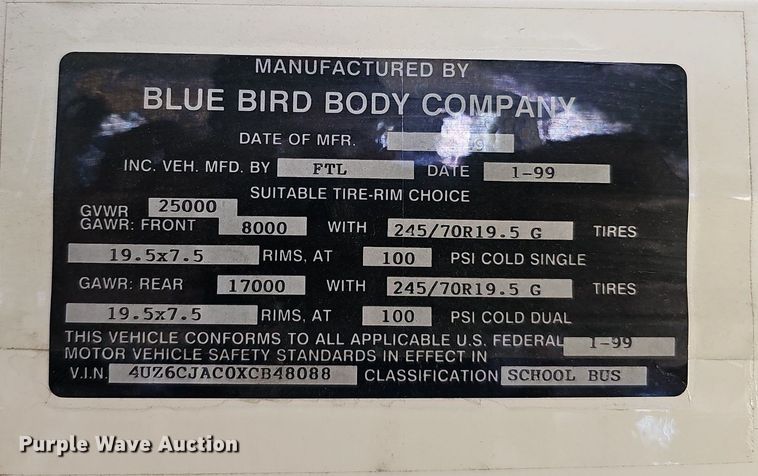 MANUFACTURED BY
BLUE BIRD BODY COMPANY
DATE OF MFR.
INC. VEH. MFD. BY FTL DATE 1-99
SUITABLE TIRE-RIM CHOICE
GVWR 25000
GAWR: FRONT 8000 WITH 245/70R19.5 G TIRES
19.5x7.5 RIMS, AT 100 PSI COLD SINGLE
GAWR: REAR 17000 WITH 245/70R19.5 G TIRES
19.5x7.5 RIMS, AT 100 PSI COLD DUAL
THIS VEHICLE CONFORMS TO ALL APPLICABLE U.S. FEDERAL 1-99
MOTOR VEHICLE SAFETY STANDARDS IN EFFECT IN
V.I.N. 4UZ6CJAC0XCB48088 CLASSIFICATION SCHOOL BUS
Purple Wave Auction